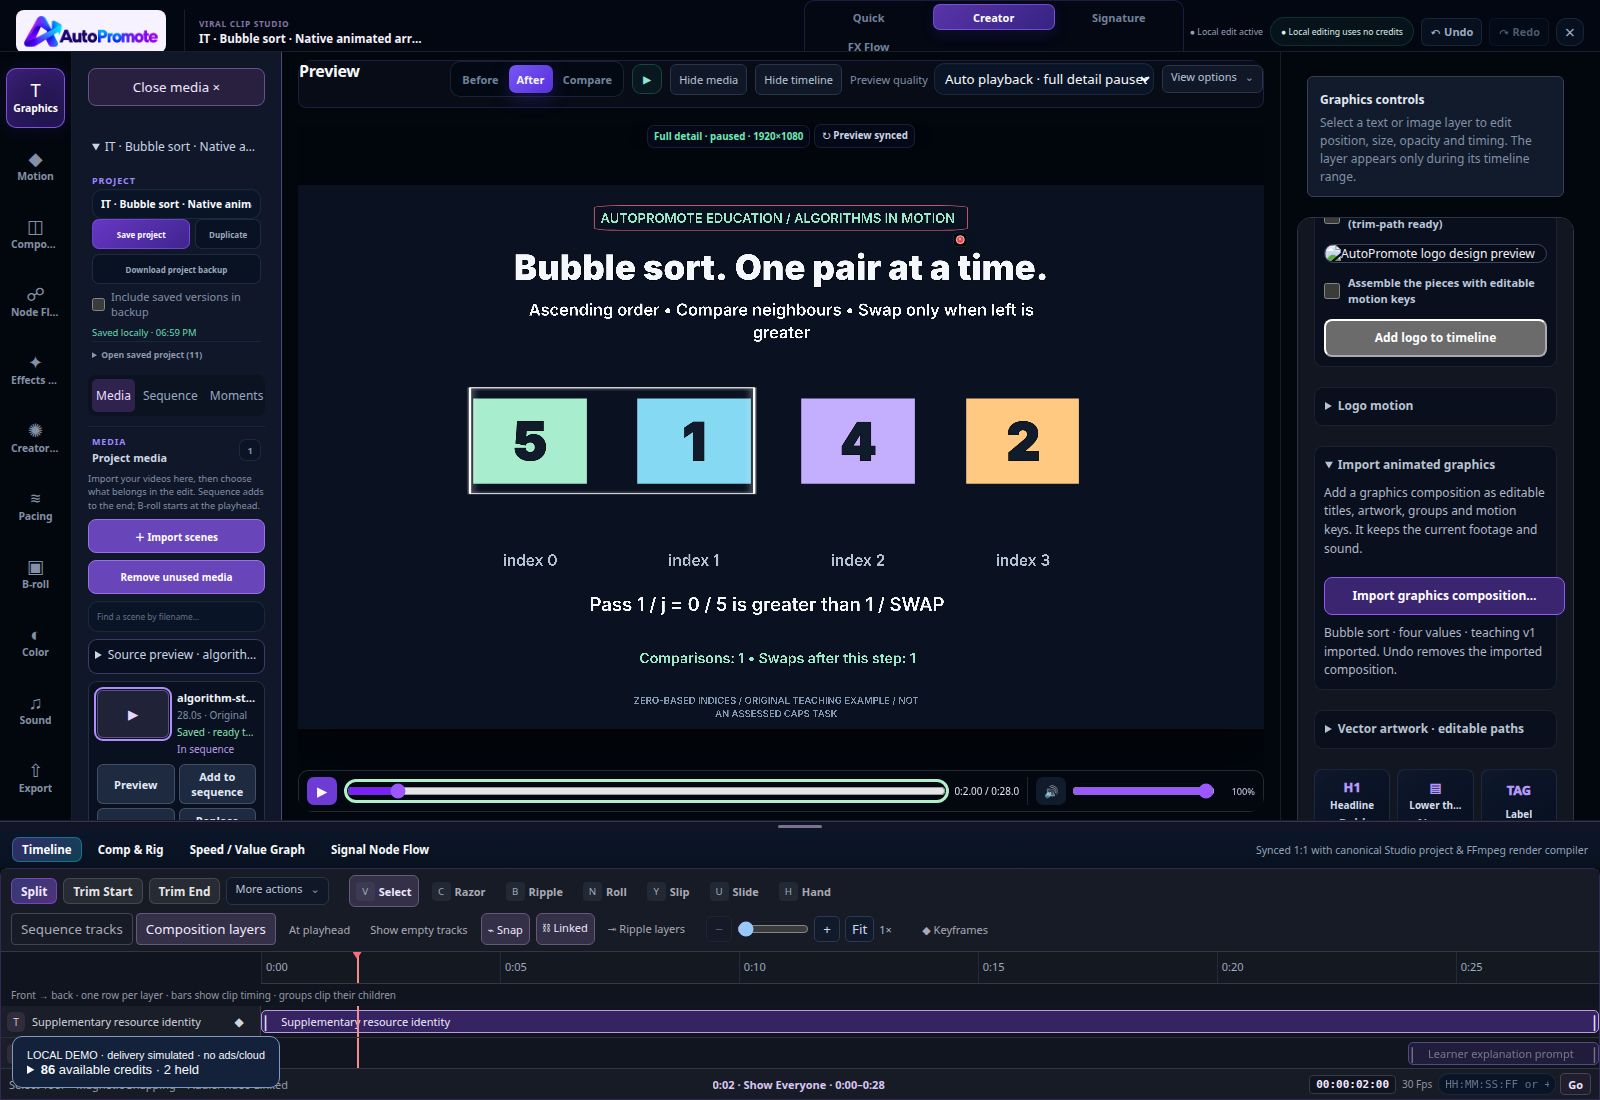 AutoPromote
VIRAL CLIP STUDIO
IT · Bubble sort · Native animated arr...
Quick
Creator
Signature
FX Flow
● Local edit active
● Local editing uses no credits
↶ Undo
↷ Redo
×
T
Graphics
Motion
Compo...
Node Fl...
Effects ...
Creator...
Pacing
B-roll
Color
Sound
Export
Close media ×
▼ IT · Bubble sort · Native a...
PROJECT
IT · Bubble sort · Native anim
Save project
Duplicate
Download project backup
Include saved versions in
backup
Saved locally · 06:59 PM
▶ Open saved project (11)
Media
Sequence
Moments
MEDIA
Project media
1
Import your videos here, then choose
what belongs in the edit. Sequence adds
to the end; B-roll starts at the playhead.
+ Import scenes
Remove unused media
Find a scene by filename...
▶ Source preview · algorith...
algorithm-st...
28.0s · Original
Saved · ready t...
In sequence
Preview
Add to
sequence
Preview
Before
After
Compare
▶
Hide media
Hide timeline
Preview quality
Auto playback · full detail pause
View options
Full detail · paused · 1920×1080
↻ Preview synced
AUTOPROMOTE EDUCATION / ALGORITHMS IN MOTION
Bubble sort. One pair at a time.
Ascending order • Compare neighbours • Swap only when left is
greater
5
1
4
2
index 0
index 1
index 2
index 3
Pass 1 / j = 0 / 5 is greater than 1 / SWAP
Comparisons: 1 • Swaps after this step: 1
ZERO-BASED INDICES / ORIGINAL TEACHING EXAMPLE / NOT
AN ASSESSED CAPS TASK
0:2.00 / 0:28.0
100%
Graphics controls
Select a text or image layer to edit
position, size, opacity and timing. The
layer appears only during its timeline
range.
(trim-path ready)
AutoPromote logo design preview
Assemble the pieces with editable
motion keys
Add logo to timeline
▶ Logo motion
▼ Import animated graphics
Add a graphics composition as editable
titles, artwork, groups and motion
keys. It keeps the current footage and
sound.
Import graphics composition...
Bubble sort · four values · teaching v1
imported. Undo removes the imported
composition.
▶ Vector artwork · editable paths
H1
Headline
Lower th...
TAG
Label
Timeline
Comp & Rig
Speed / Value Graph
Signal Node Flow
Synced 1:1 with canonical Studio project & FFmpeg render compiler
Split
Trim Start
Trim End
More actions
V Select
C Razor
B Ripple
N Roll
Y Slip
U Slide
H Hand
Sequence tracks
Composition layers
At playhead
Show empty tracks
Snap
Linked
Ripple layers
−
+
Fit
1×
◆ Keyframes
0:00
0:05
0:10
0:15
0:20
0:25
Front → back · one row per layer · bars show clip timing · groups clip their children
T
Supplementary resource identity
Supplementary resource identity
Learner explanation prompt
LOCAL DEMO · delivery simulated · no ads/cloud
▶ 86 available credits · 2 held
0:02 · Show Everyone · 0:00–0:28
00:00:02:00
30 Fps
HH:MM:SS:FF or +
Go